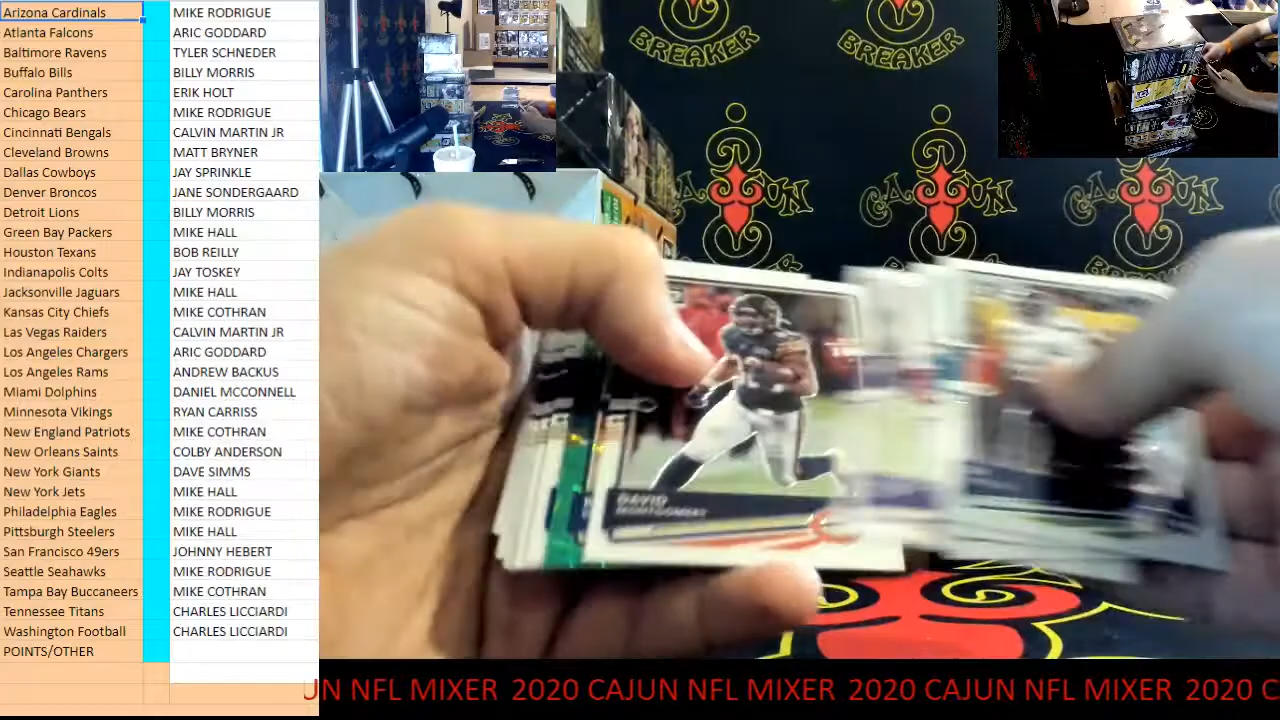 Arizona Cardinals MIKE RODRIGUE
Atlanta Falcons ARIC GODDARD
Baltimore Ravens TYLER SCHNEDER
Buffalo Bills BILLY MORRIS
Carolina Panthers ERIK HOLT
Chicago Bears MIKE RODRIGUE
Cincinnati Bengals CALVIN MARTIN JR
Cleveland Browns MATT BRYNER
Dallas Cowboys JAY SPRINKLE
Denver Broncos JANE SONDERGAARD
Detroit Lions BILLY MORRIS
Green Bay Packers MIKE HALL
Houston Texans BOB REILLY
Indianapolis Colts JAY TOSKEY
Jacksonville Jaguars MIKE HALL
Kansas City Chiefs MIKE COTHRAN
Las Vegas Raiders CALVIN MARTIN JR
Los Angeles Chargers ARIC GODDARD
Los Angeles Rams ANDREW BACKUS
Miami Dolphins DANIEL MCCONNELL
Minnesota Vikings RYAN CARRISS
New England Patriots MIKE COTHRAN
New Orleans Saints COLBY ANDERSON
New York Giants DAVE SIMMS
New York Jets MIKE HALL
Philadelphia Eagles MIKE RODRIGUE
Pittsburgh Steelers MIKE HALL
San Francisco 49ers JOHNNY HEBERT
Seattle Seahawks MIKE RODRIGUE
Tampa Bay Buccaneers MIKE COTHRAN
Tennessee Titans CHARLES LICCIARDI
Washington Football CHARLES LICCIARDI
POINTS/OTHER
BREAKER BREAKER
CAJUN CAJUN CAJUN
DAVID
MONTGOMERY
UN NFL MIXER 2020 CAJUN NFL MIXER 2020 CAJUN NFL MIXER 2020 C